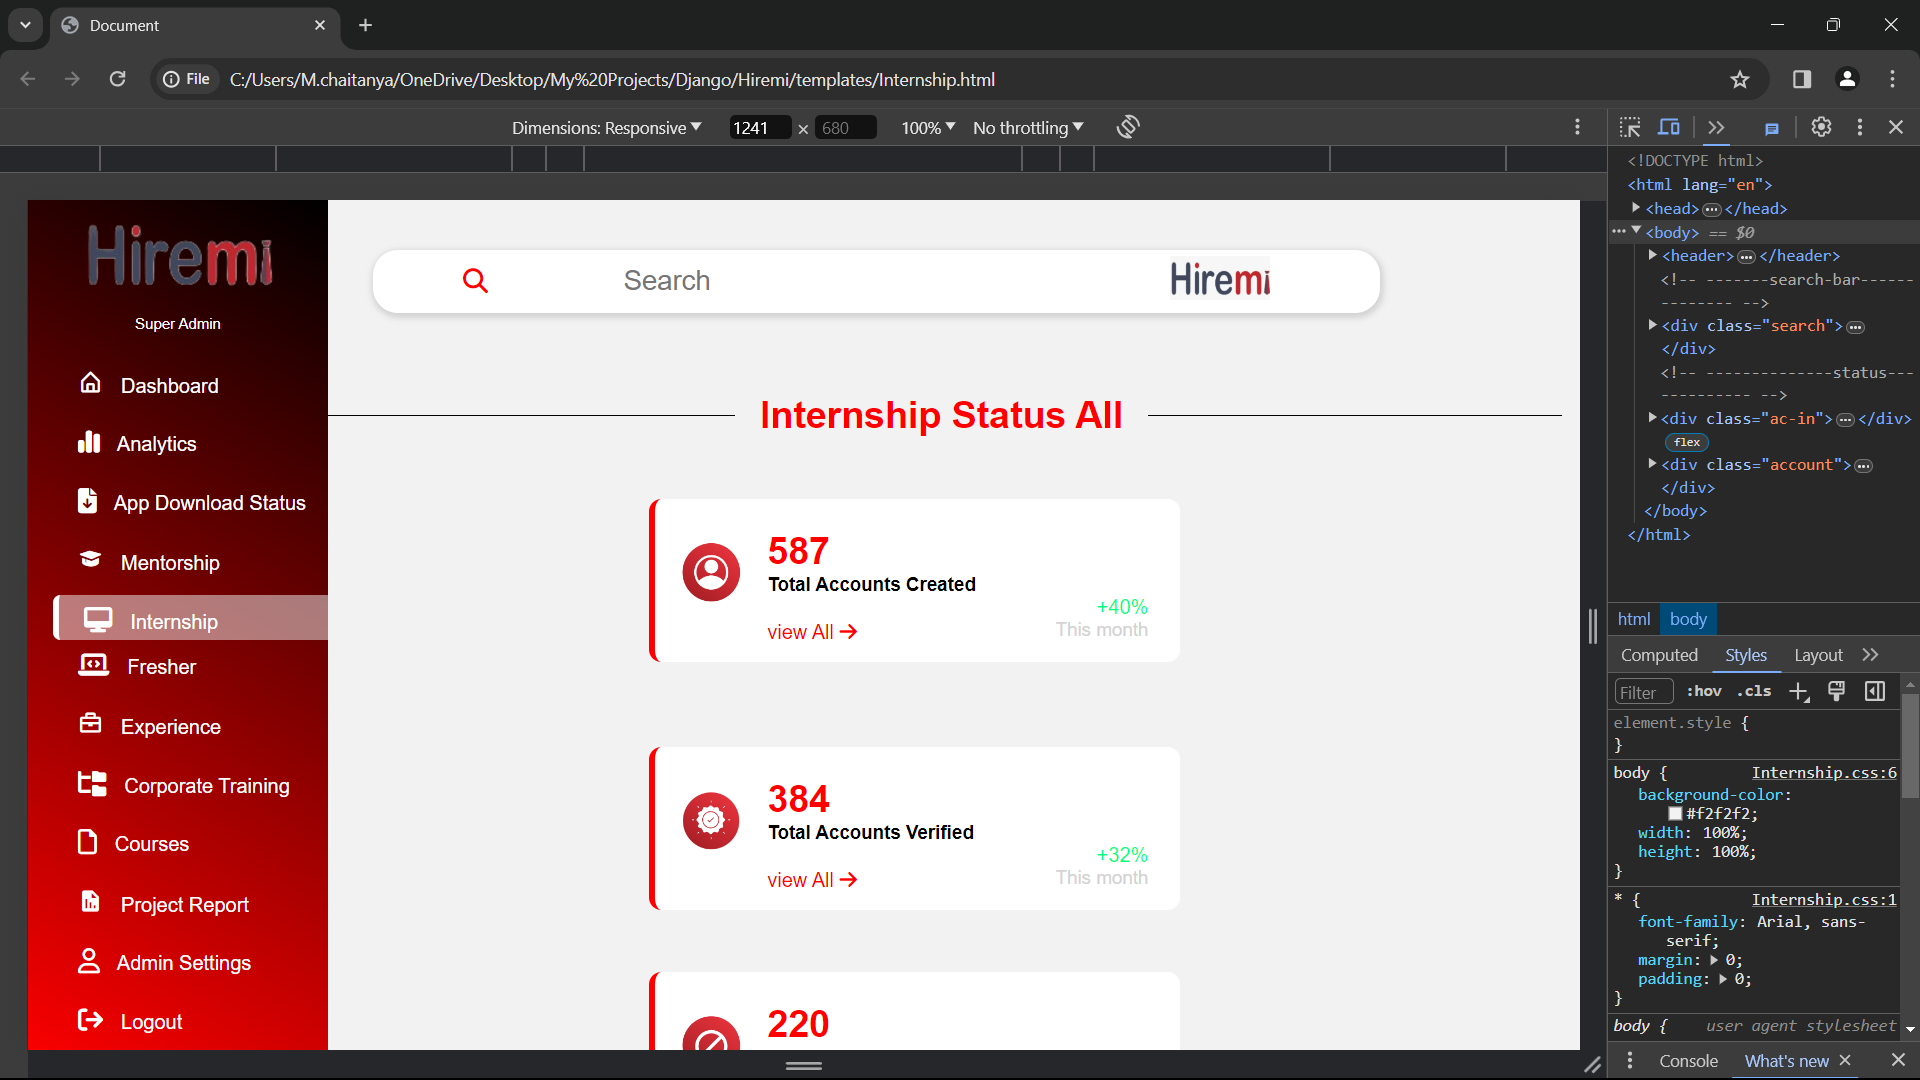 Document
File
C:/Users/M.chaitanya/OneDrive/Desktop/My%20Projects/Django/Hiremi/templates/Internship.html
Dimensions: Responsive 1241 × 680 100% No throttling
Hiremi
Super Admin
Dashboard
Analytics
App Download Status
Mentorship
Internship
Fresher
Experience
Corporate Training
Courses
Project Report
Admin Settings
Logout
Search
Hiremi
Internship Status All
587
Total Accounts Created
+40%
view All
This month
384
Total Accounts Verified
+32%
view All
This month
220
<!DOCTYPE html>
<html lang="en">
<head> ••• </head>
••• <body> == $0
<header> ••• </header>
<!-- -------search-bar------
-------- -->
<div class="search"> •••
</div>
<!-- --------------status---
---------- -->
<div class="ac-in"> ••• </div>
flex
<div class="account"> •••
</div>
</body>
</html>
html body
Computed Styles Layout
Filter :hov .cls
element.style {
}
body { Internship.css:6
background-color:
#f2f2f2;
width: 100%;
height: 100%;
}
* { Internship.css:1
font-family: Arial, sans-
serif;
margin: 0;
padding: 0;
}
body { user agent stylesheet
Console What's new